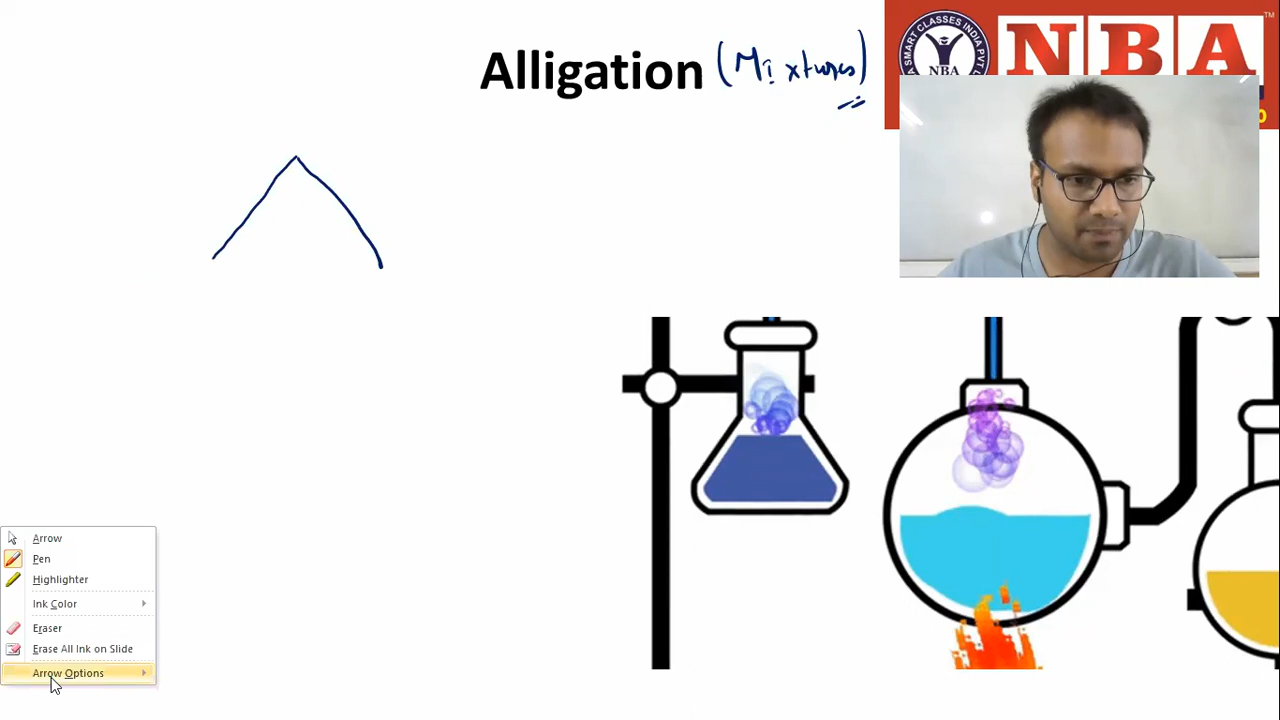 Alligation (Mixtures)
NBA
A SMART CLASSES INDIA PVT. L
NBA
Arrow
Pen
Highlighter
Ink Color
Eraser
Erase All Ink on Slide
Arrow Options